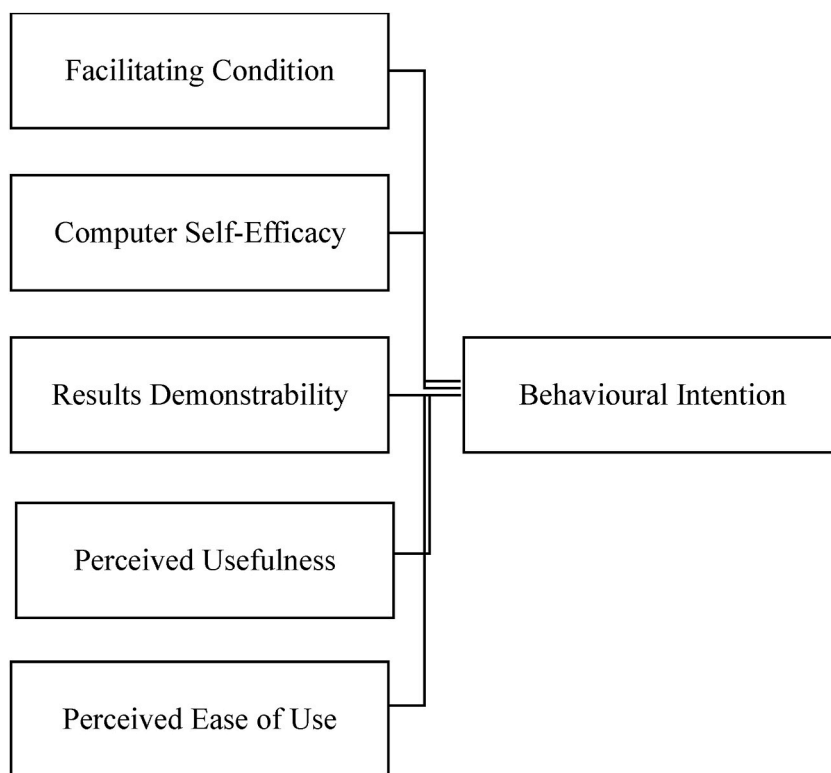 Facilitating Condition
Computer Self-Efficacy
Results Demonstrability
Behavioural Intention
Perceived Usefulness
Perceived Ease of Use